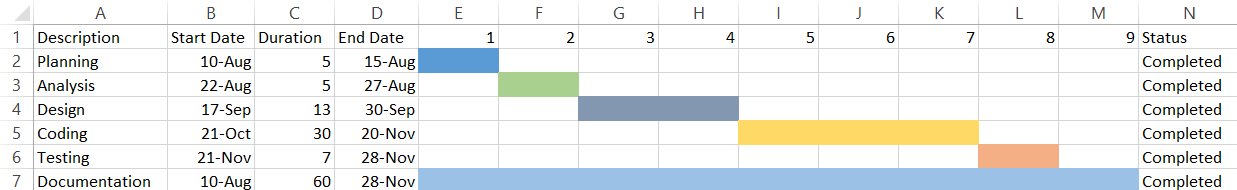 A B C D E F G H I J K L M N
1 Description Start Date Duration End Date 1 2 3 4 5 6 7 8 9 Status
2 Planning 10-Aug 5 15-Aug Completed
3 Analysis 22-Aug 5 27-Aug Completed
4 Design 17-Sep 13 30-Sep Completed
5 Coding 21-Oct 30 20-Nov Completed
6 Testing 21-Nov 7 28-Nov Completed
7 Documentation 10-Aug 60 28-Nov Completed